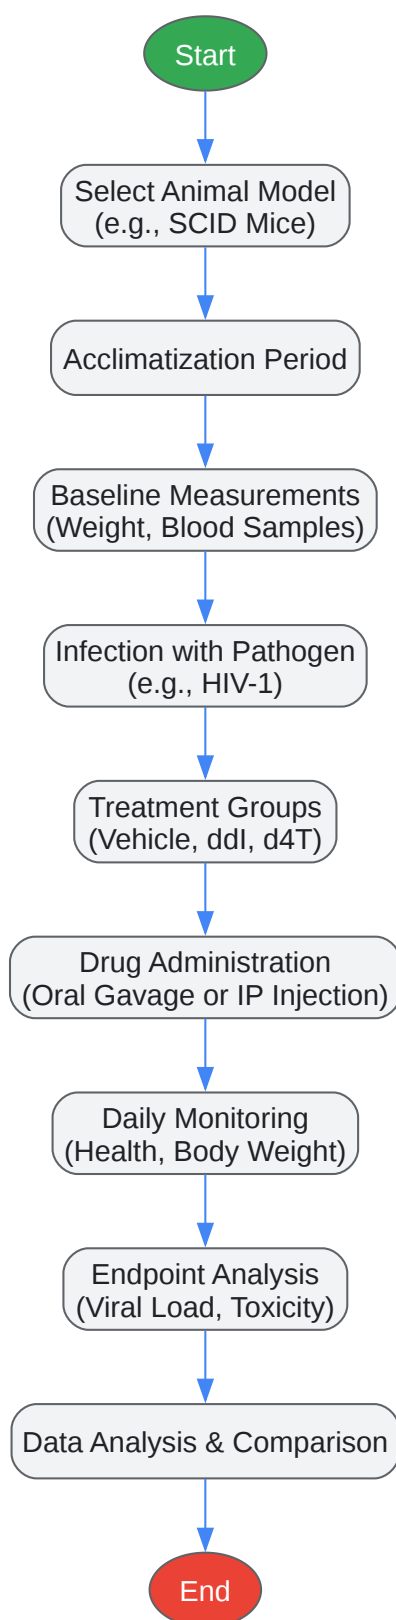 Start
Select Animal Model
(e.g., SCID Mice)
Acclimatization Period
Baseline Measurements
(Weight, Blood Samples)
Infection with Pathogen
(e.g., HIV-1)
Treatment Groups
(Vehicle, ddI, d4T)
Drug Administration
(Oral Gavage or IP Injection)
Daily Monitoring
(Health, Body Weight)
Endpoint Analysis
(Viral Load, Toxicity)
Data Analysis & Comparison
End